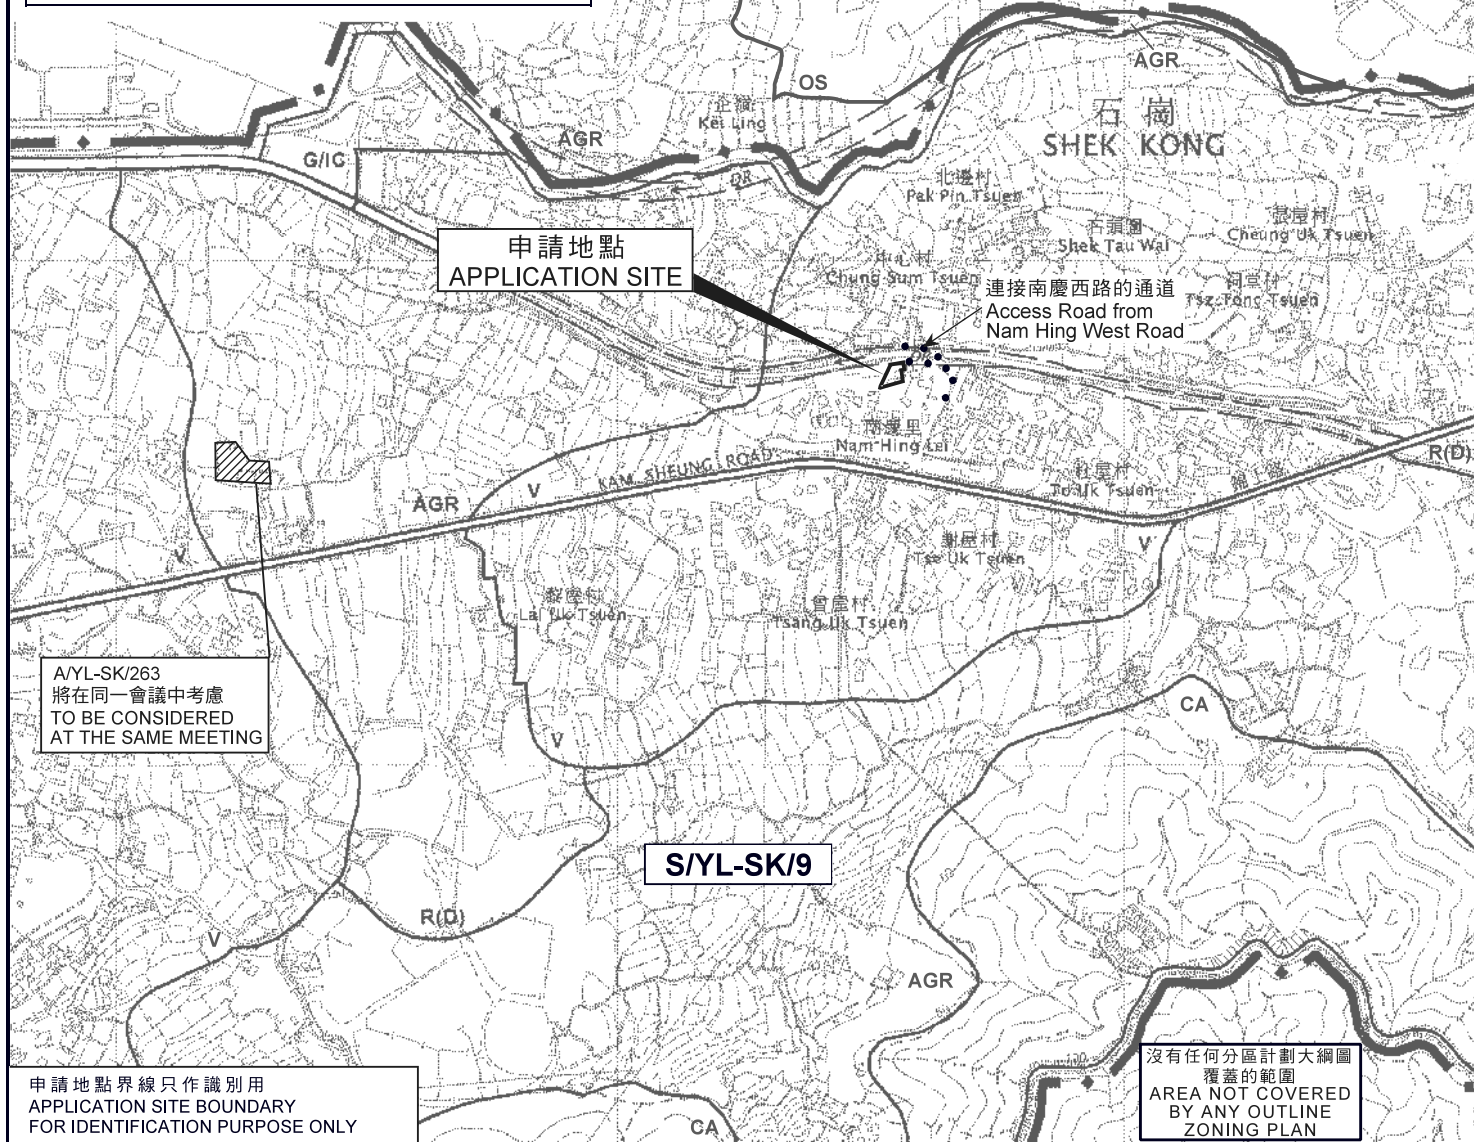 OS
AGR
企嶺
Kei Ling
石崗
SHEK KONG
AGR
G/IC
DR
北邊村
Pak Pin Tsuen
石頭圍
Shek Tau Wai
Cheung Uk Tsuen
申請地點
APPLICATION SITE
中心村
Chung Sum Tsuen
祠堂村
Tsz Tong Tsuen
連接南慶西路的通道
Access Road from
Nam Hing West Road
南慶里
Nam Hing Lei
KAM SHEUNG ROAD
R(D)
杜屋村
To Uk Tsuen
錦上路
V
AGR
謝屋村
Tse Uk Tsuen
V
V
黎屋村
Lai Uk Tsuen
曾屋村
Tsang Uk Tsuen
A/YL-SK/263
將在同一會議中考慮
TO BE CONSIDERED
AT THE SAME MEETING
CA
V
S/YL-SK/9
R(D)
V
AGR
沒有任何分區計劃大綱圖
覆蓋的範圍
AREA NOT COVERED
BY ANY OUTLINE
ZONING PLAN
申請地點界線只作識別用
APPLICATION SITE BOUNDARY
FOR IDENTIFICATION PURPOSE ONLY
CA